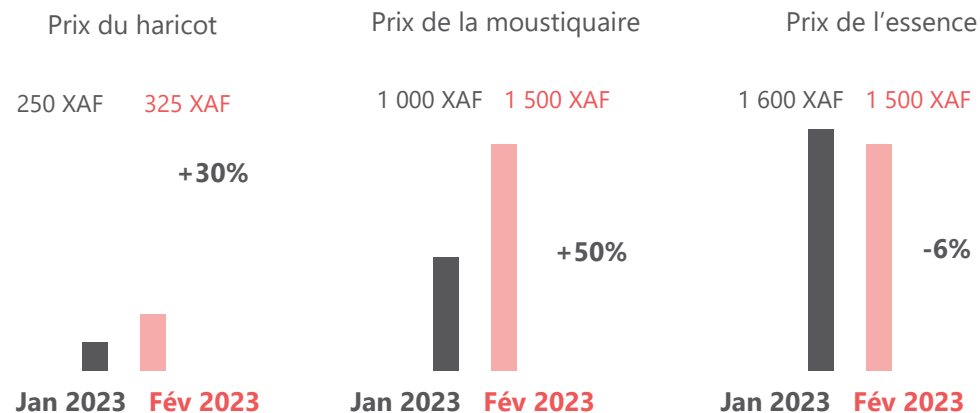 Prix du haricot
250 XAF 325 XAF
+30%
Jan 2023 Fév 2023
Prix de la moustiquaire
1 000 XAF 1 500 XAF
+50%
Jan 2023 Fév 2023
Prix de l’essence
1 600 XAF 1 500 XAF
-6%
Jan 2023 Fév 2023